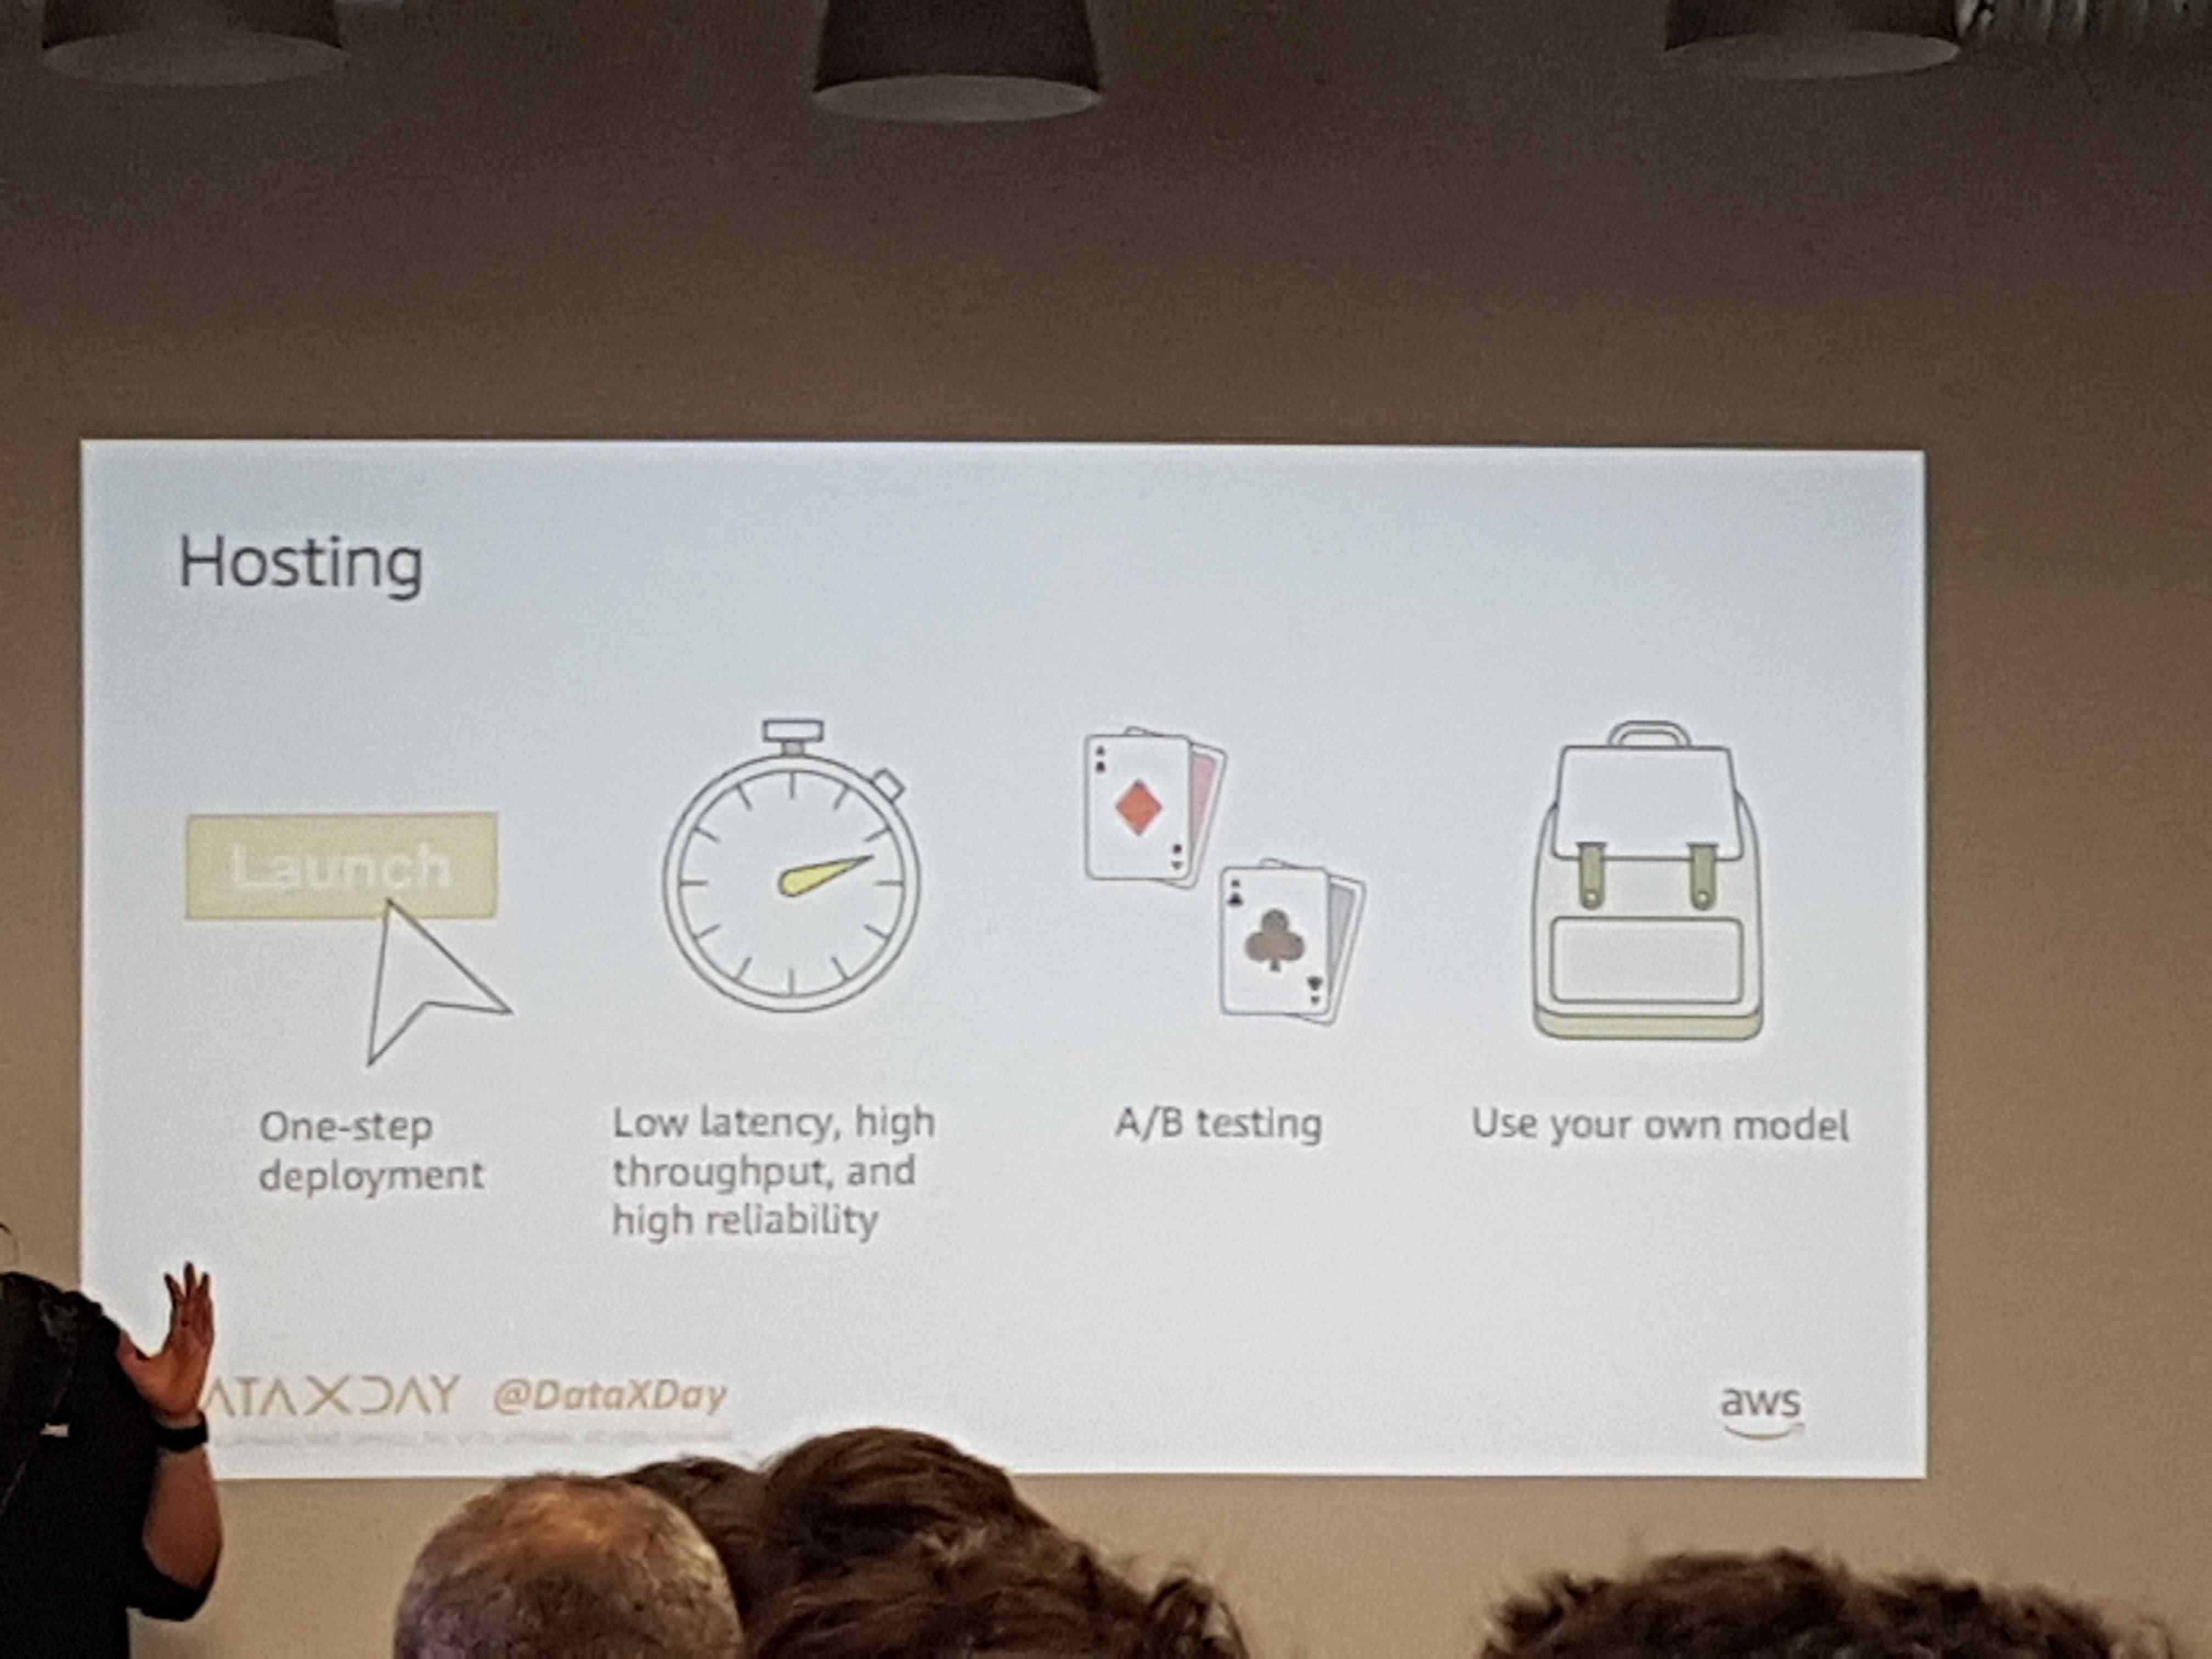 Hosting
Launch
One-step
deployment
Low latency, high
throughput, and
high reliability
A/B testing
Use your own model
ATAXDAY @DataXDay
aws